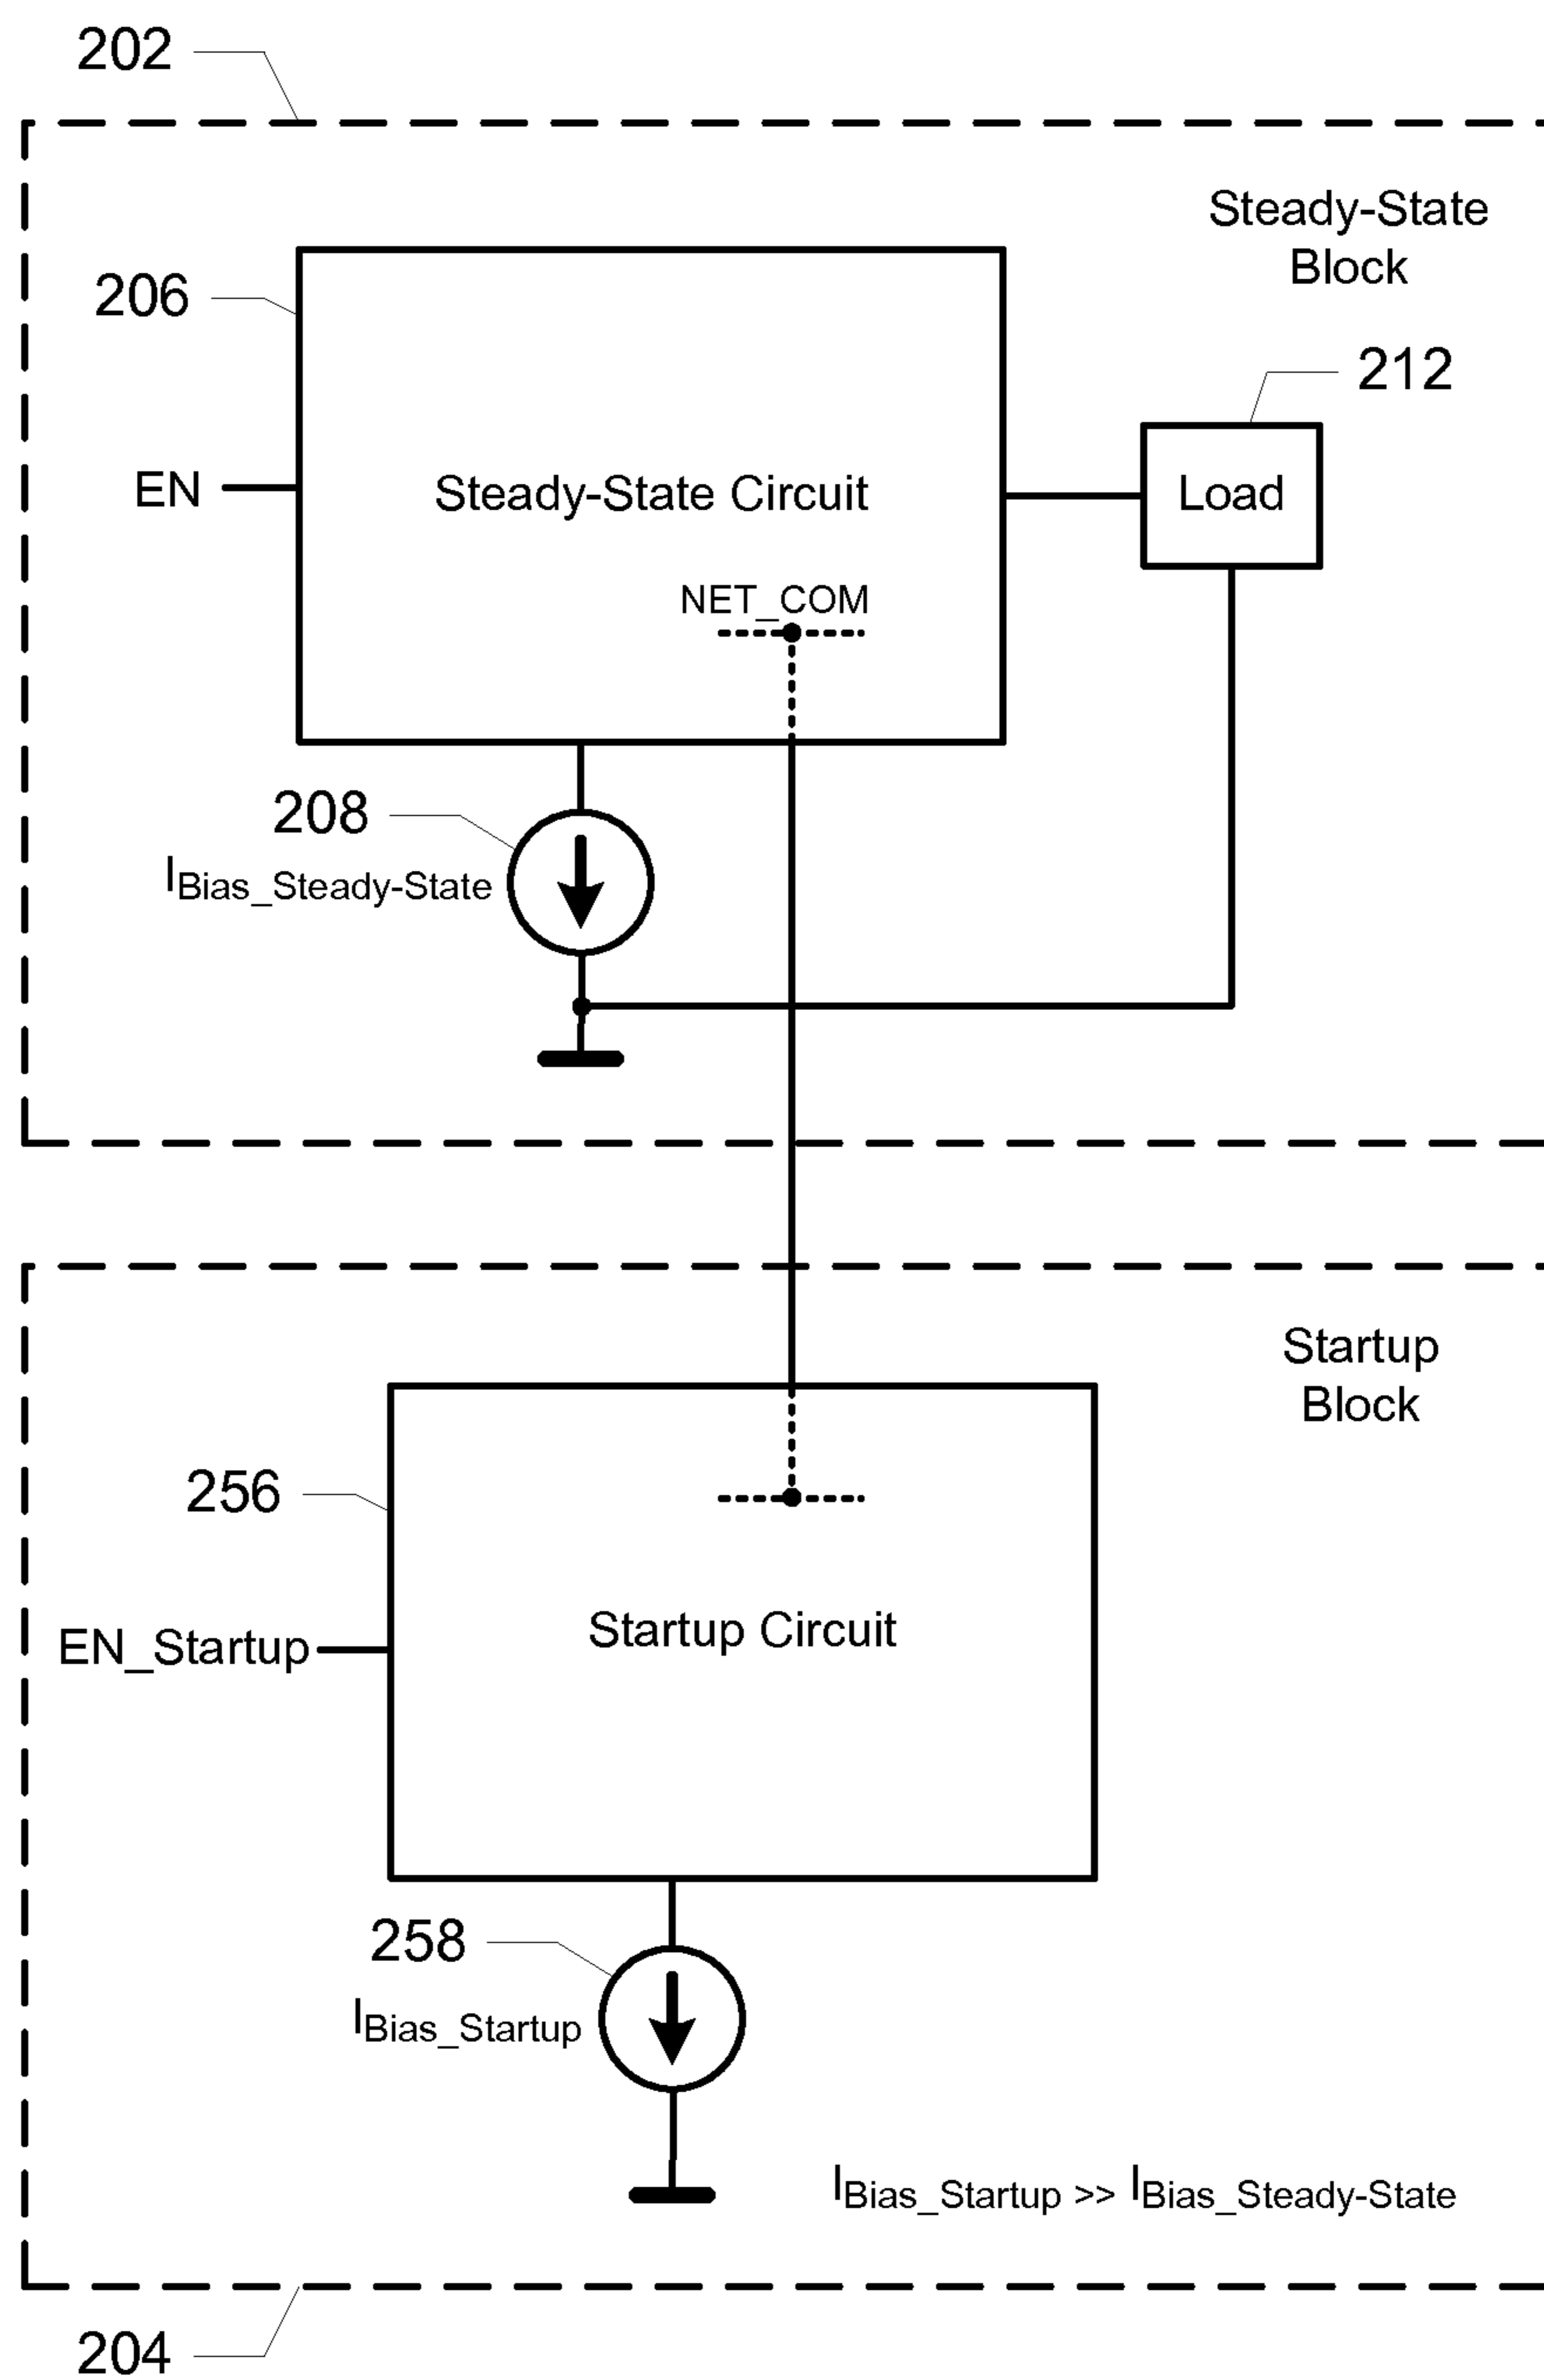 202
Steady-State
Block
206
212
EN
Steady-State Circuit
Load
NET_COM
208
IBias_Steady-State
Startup
Block
256
EN_Startup
Startup Circuit
258
IBias_Startup
IBias_Startup >> IBias_Steady-State
204